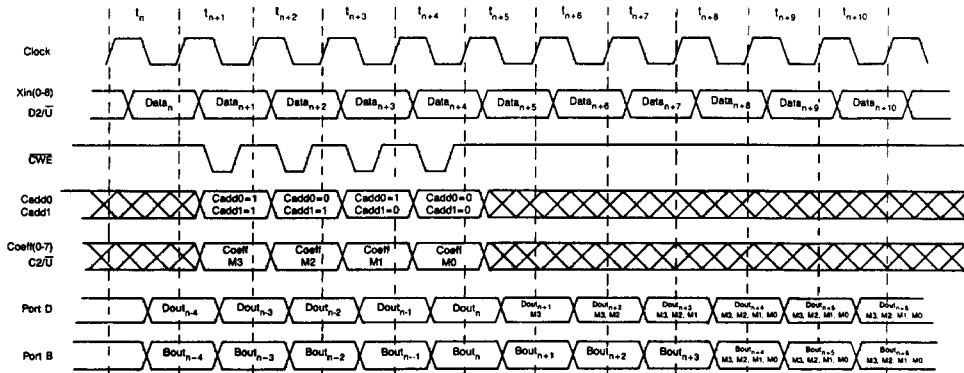 tn tn+1 tn+2 tn+3 tn+4 tn+5 tn+6 tn+7 tn+8 tn+9 tn+10
Clock
Xin(0-8)
D2/U̅
Datan Datan+1 Datan+2 Datan+3 Datan+4 Datan+5 Datan+6 Datan+7 Datan+8 Datan+9 Datan+10
C̅W̅E̅
Cadd0
Cadd1
Cadd0=1 Cadd0=0 Cadd0=1 Cadd0=0
Cadd1=1 Cadd1=1 Cadd1=0 Cadd1=0
Coeff(0-7)
C2/U̅
Coeff Coeff Coeff Coeff
M3 M2 M1 M0
Port D
Doutn-4 Doutn-3 Doutn-2 Doutn-1 Doutn Doutn+1 Doutn+2 Doutn+3 Doutn+4 Doutn+5 Doutn+6
M3 M3, M2 M3, M2, M1 M3, M2, M1, M0 M3, M2, M1, M0 M3, M2, M1, M0
Port B
Boutn-4 Boutn-3 Boutn-2 Boutn-1 Boutn Boutn+1 Boutn+2 Boutn+3 Boutn+4 Boutn+5 Boutn+6
M3, M2, M1, M0 M3, M2, M1, M0 M3, M2, M1, M0